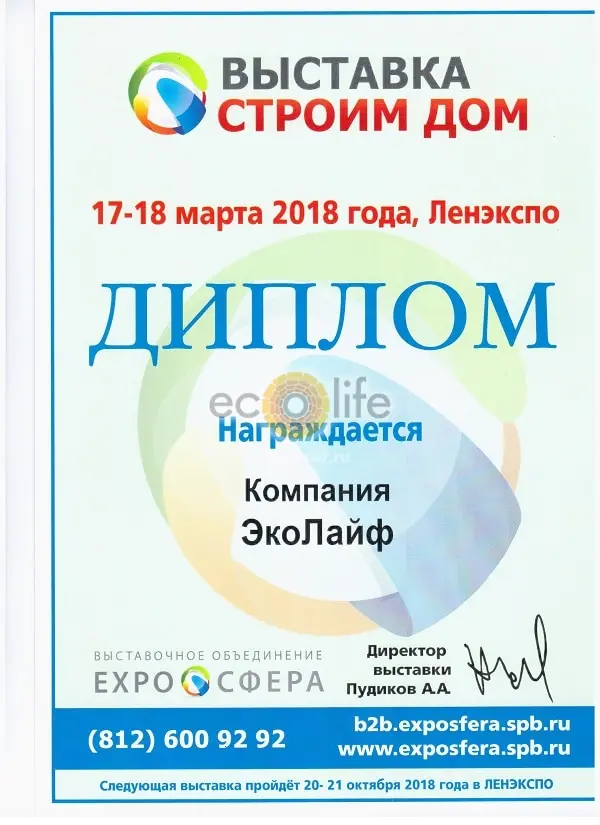 ВЫСТАВКА
СТРОИМ ДОМ
17-18 марта 2018 года, Ленэкспо
ДИПЛОМ
ecolife
Награждается
Компания
ЭкоЛайф
ВЫСТАВОЧНОЕ ОБЪЕДИНЕНИЕ
EXPO СФЕРА
Директор
выставки
Пудиков А.А.
(812) 600 92 92
b2b.exposfera.spb.ru
www.exposfera.spb.ru
Следующая выставка пройдёт 20- 21 октября 2018 года в ЛЕНЭКСПО